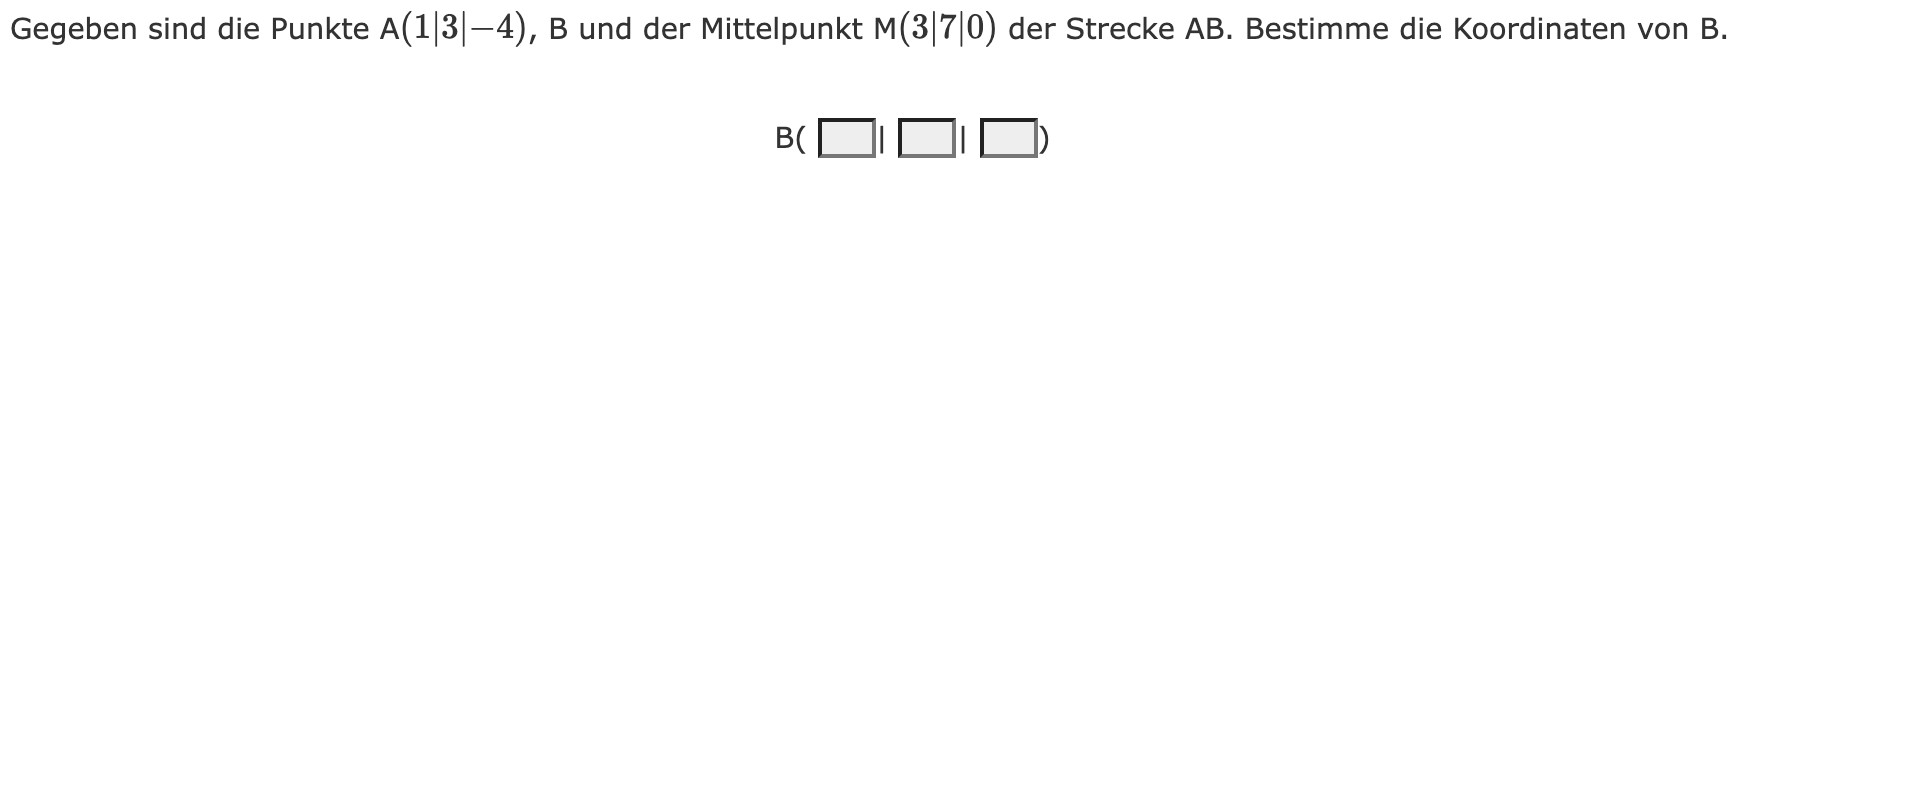 Gegeben sind die Punkte A(1|3|−4), B und der Mittelpunkt M(3|7|0) der Strecke AB. Bestimme die Koordinaten von B.
B( | | )